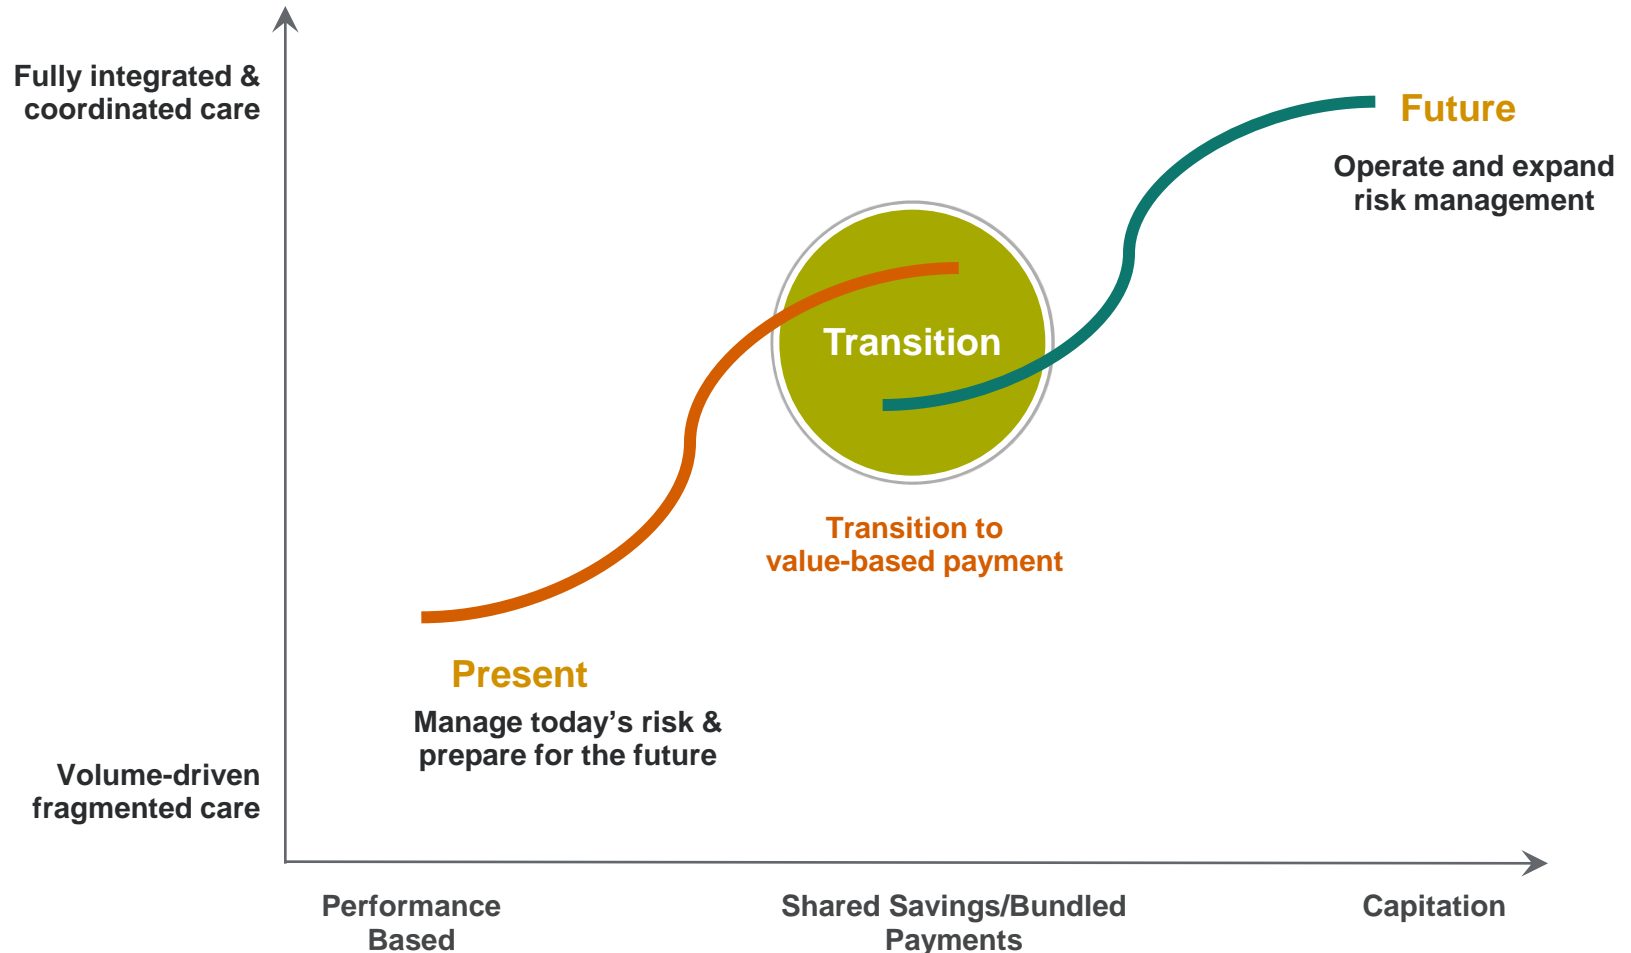 Fully integrated &
coordinated care
Future
Operate and expand
risk management
Transition
Transition to
value-based payment
Present
Manage today’s risk &
prepare for the future
Volume-driven
fragmented care
Performance
Based
Shared Savings/Bundled
Payments
Capitation